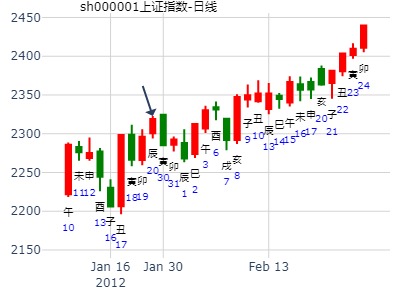 sh000001上证指数-日线
2450
2400
2350
2300
2250
2200
2150
午
10
未
11
申
12
酉
13
子
16
丑
17
寅
18
卯
19
辰
20
寅
30
卯
31
辰
1
巳
2
午
3
酉
6
戌
7
亥
8
子
9
丑
10
辰
13
巳
14
午
15
未
16
申
17
亥
20
子
21
丑
22
寅
23
卯
24
Jan 16
2012
Jan 30
Feb 13